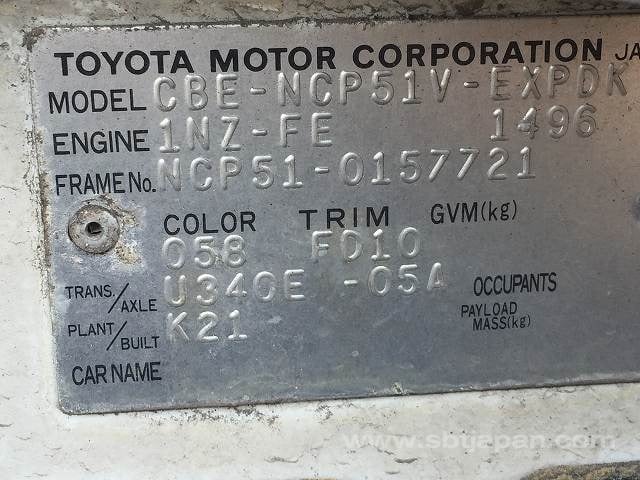 TOYOTA MOTOR CORPORATION JA
MODEL CBE-NCP51V-EXPDK
ENGINE 1NZ-FE 1496
FRAME No. NCP51-0157721
COLOR TRIM GVM(kg)
058 FD10
TRANS./AXLE U340E -05A OCCUPANTS
PLANT/BUILT K21 PAYLOAD MASS(kg)
CAR NAME
www.sbtjapan.com